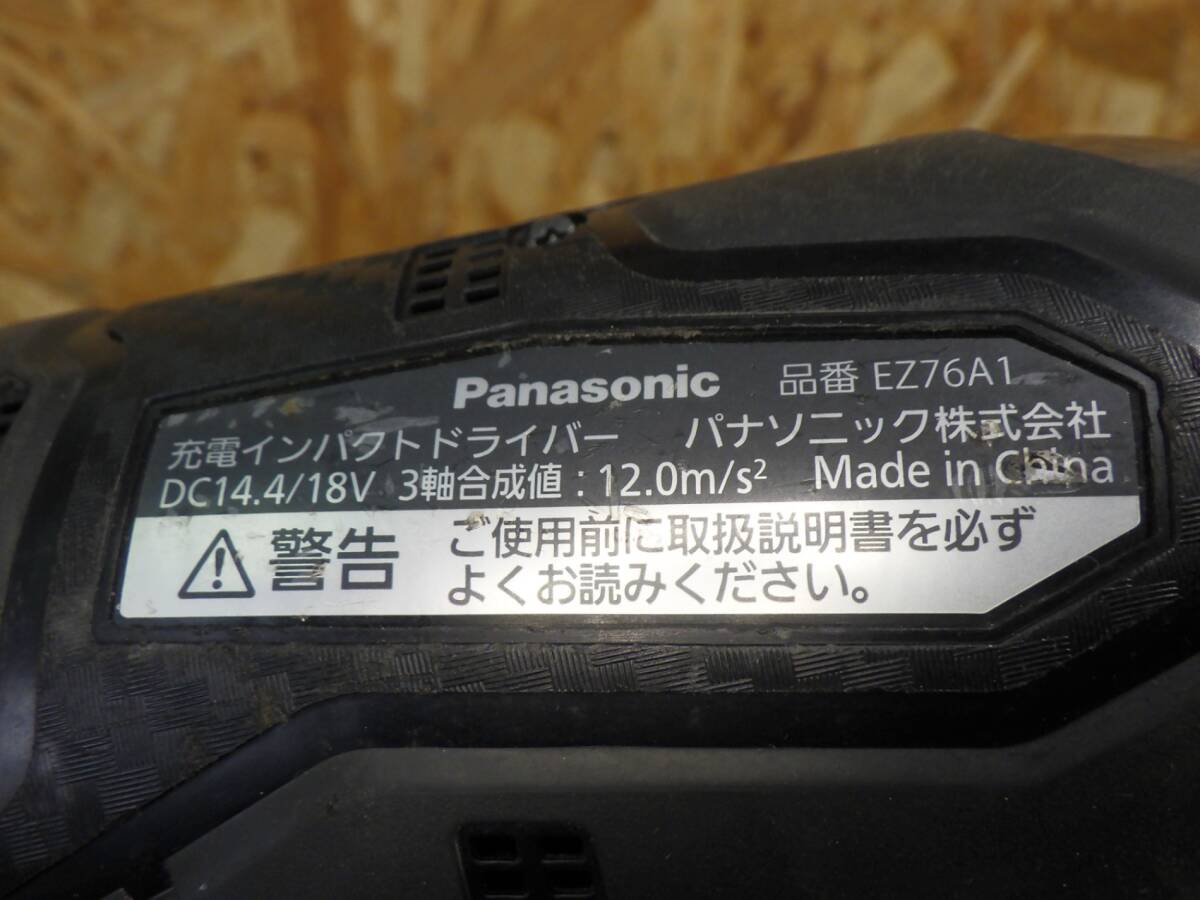 Panasonic 品番 EZ76A1
充電インパクトドライバー パナソニック株式会社
DC14.4/18V 3軸合成値：12.0m/s² Made in China
警告 ご使用前に取扱説明書を必ず
よくお読みください。